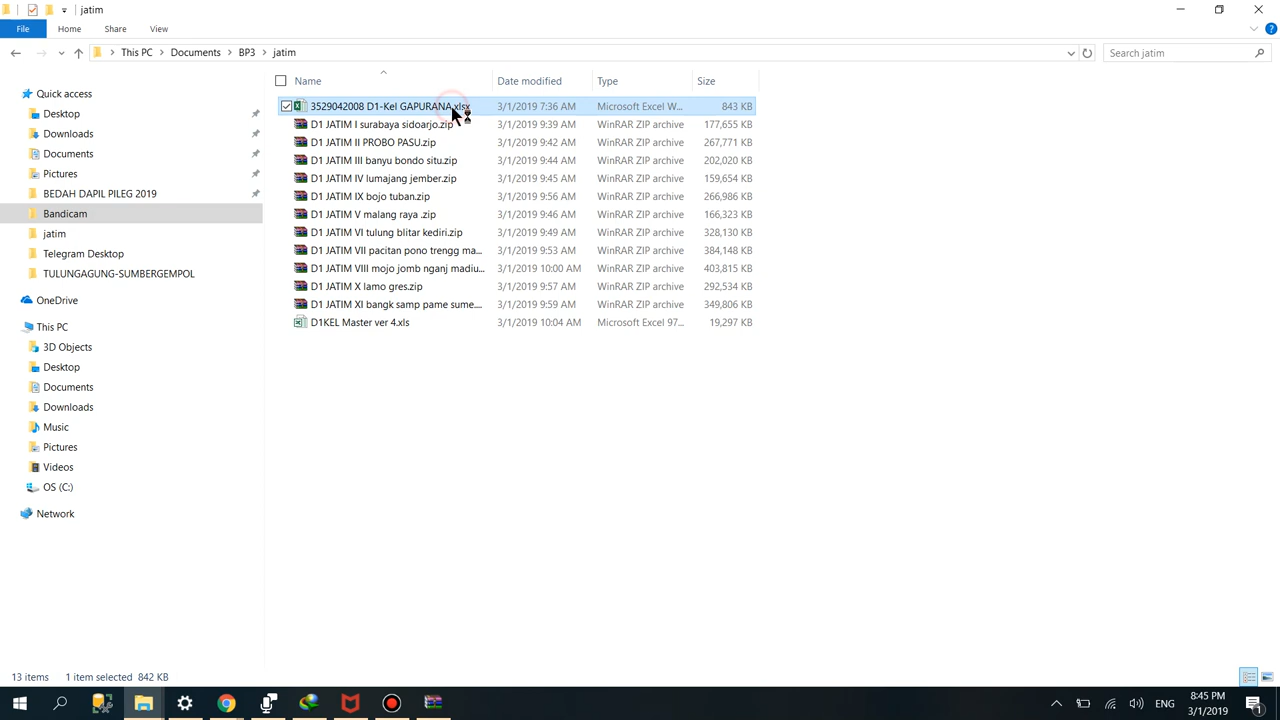 jatim
File Home Share View
This PC Documents BP3 jatim
Search jatim
Name Date modified Type Size
Quick access
Desktop
Downloads
Documents
Pictures
BEDAH DAPIL PILEG 2019
Bandicam
jatim
Telegram Desktop
TULUNGAGUNG-SUMBERGEMPOL
OneDrive
This PC
3D Objects
Desktop
Documents
Downloads
Music
Pictures
Videos
OS (C:)
Network
3529042008 D1-Kel GAPURANA.xlsx 3/1/2019 7:36 AM Microsoft Excel W... 843 KB
D1 JATIM I surabaya sidoarjo.zip 3/1/2019 9:39 AM WinRAR ZIP archive 177,655 KB
D1 JATIM II PROBO PASU.zip 3/1/2019 9:42 AM WinRAR ZIP archive 267,771 KB
D1 JATIM III banyu bondo situ.zip 3/1/2019 9:44 AM WinRAR ZIP archive 202,020 KB
D1 JATIM IV lumajang jember.zip 3/1/2019 9:45 AM WinRAR ZIP archive 159,654 KB
D1 JATIM IX bojo tuban.zip 3/1/2019 9:56 AM WinRAR ZIP archive 266,986 KB
D1 JATIM V malang raya .zip 3/1/2019 9:46 AM WinRAR ZIP archive 166,323 KB
D1 JATIM VI tulung blitar kediri.zip 3/1/2019 9:49 AM WinRAR ZIP archive 328,130 KB
D1 JATIM VII pacitan pono trengg ma... 3/1/2019 9:53 AM WinRAR ZIP archive 384,148 KB
D1 JATIM VIII mojo jomb nganj madiu... 3/1/2019 10:00 AM WinRAR ZIP archive 403,815 KB
D1 JATIM X lamo gres.zip 3/1/2019 9:57 AM WinRAR ZIP archive 292,534 KB
D1 JATIM XI bangk samp pame sume.... 3/1/2019 9:59 AM WinRAR ZIP archive 349,806 KB
D1KEL Master ver 4.xls 3/1/2019 10:04 AM Microsoft Excel 97... 19,297 KB
13 items 1 item selected 842 KB
ENG
8:45 PM
3/1/2019
1